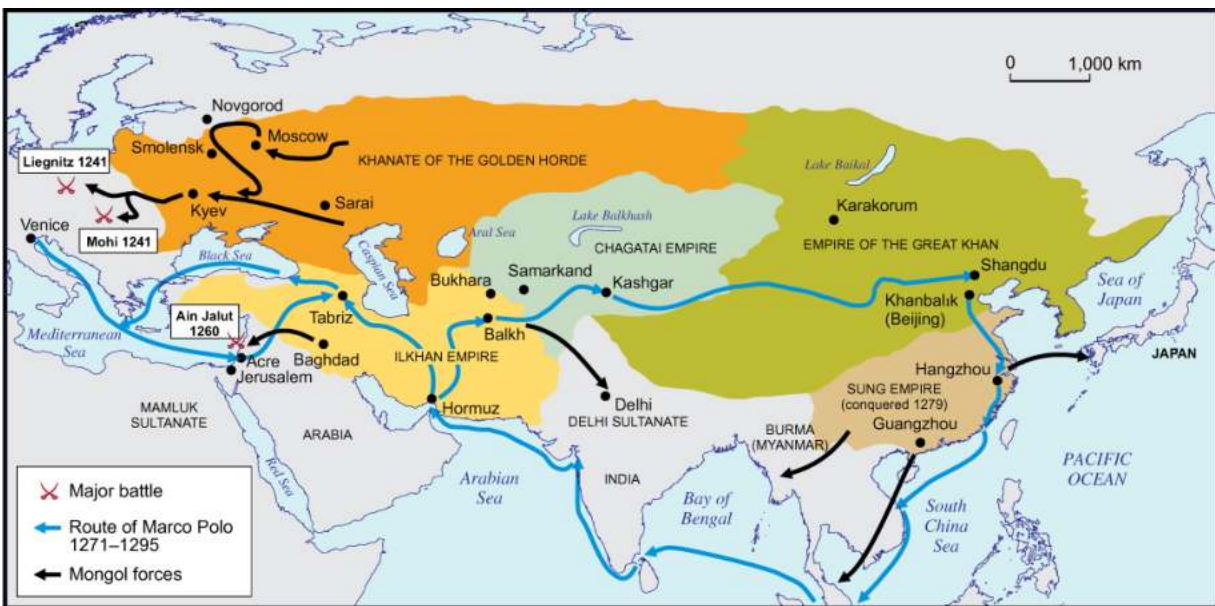 0 1,000 km
Novgorod
Moscow
Smolensk
Liegnitz 1241
KHANATE OF THE GOLDEN HORDE
Lake Baikal
Kyev
Sarai
Karakorum
Venice
Mohi 1241
Lake Balkhash
Aral Sea
CHAGATAI EMPIRE
EMPIRE OF THE GREAT KHAN
Black Sea
Caspian Sea
Bukhara
Samarkand
Kashgar
Shangdu
Sea of
Japan
Khanbalık
(Beijing)
Ain Jalut
1260
Tabriz
Balkh
Mediterranean
Sea
Acre
Baghdad
Jerusalem
ILKHAN EMPIRE
JAPAN
Hangzhou
MAMLUK
SULTANATE
ARABIA
Hormuz
Delhi
DELHI SULTANATE
SUNG EMPIRE
(conquered 1279)
Guangzhou
BURMA
(MYANMAR)
PACIFIC
OCEAN
Red Sea
Arabian
Sea
INDIA
Bay of
Bengal
South
China
Sea
Major battle
Route of Marco Polo
1271–1295
Mongol forces